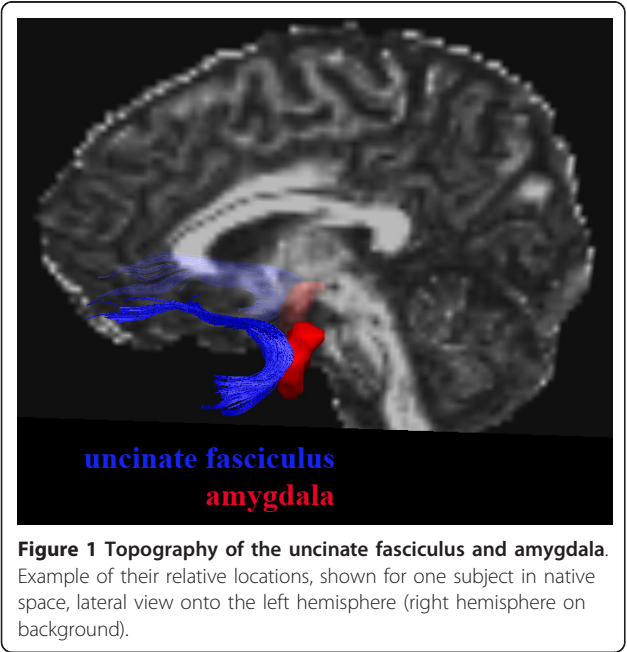 uncinate fasciculus
amygdala
Figure 1 Topography of the uncinate fasciculus and amygdala.
Example of their relative locations, shown for one subject in native
space, lateral view onto the left hemisphere (right hemisphere on
background).